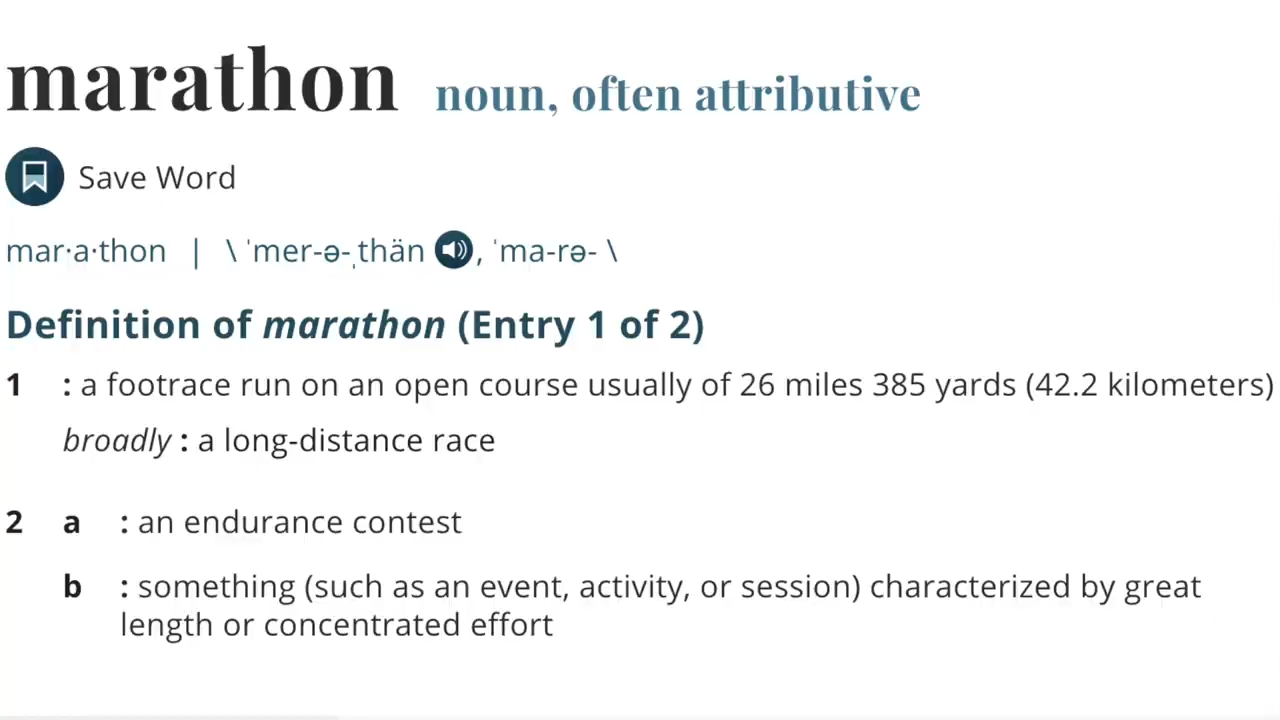 marathon noun, often attributive
Save Word
mar·a·thon | \ ˈmer-ə-ˌthän , ˈma-rə- \
Definition of marathon (Entry 1 of 2)
1 : a footrace run on an open course usually of 26 miles 385 yards (42.2 kilometers)
broadly : a long-distance race
2 a : an endurance contest
b : something (such as an event, activity, or session) characterized by great
length or concentrated effort